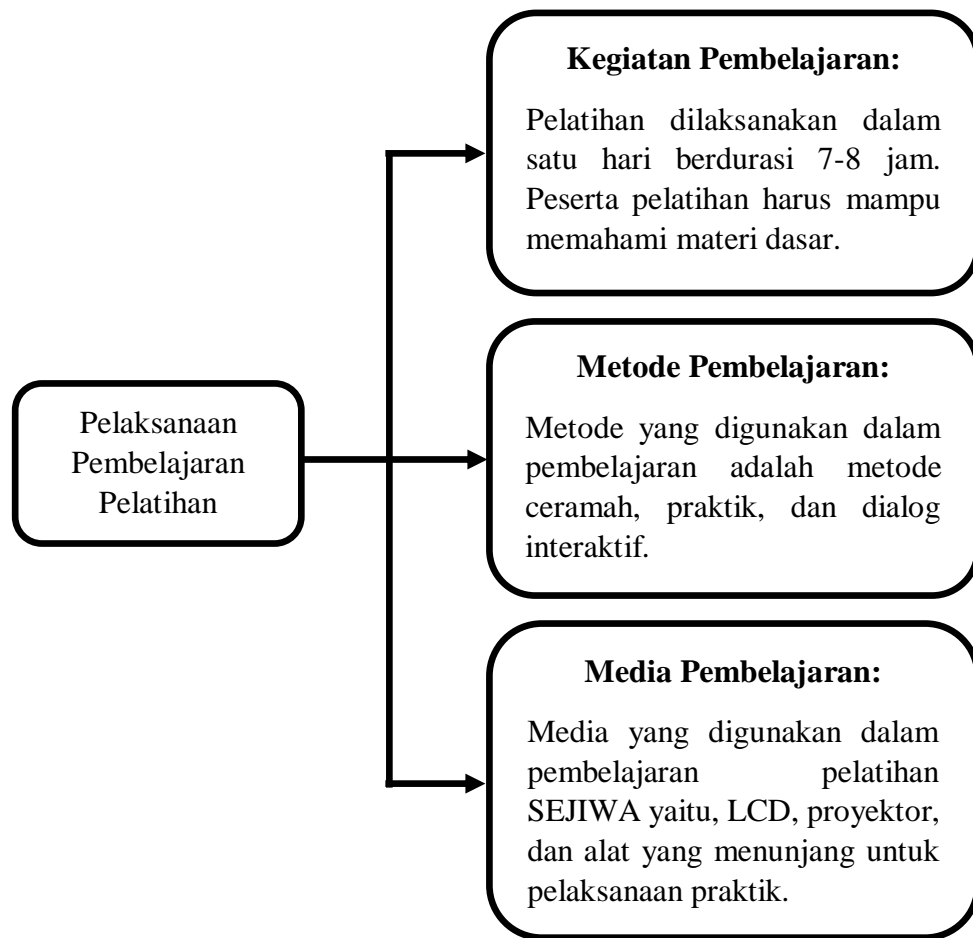 Kegiatan Pembelajaran:
Pelatihan dilaksanakan dalam
satu hari berdurasi 7-8 jam.
Peserta pelatihan harus mampu
memahami materi dasar.
Pelaksanaan
Pembelajaran
Pelatihan
Metode Pembelajaran:
Metode yang digunakan dalam
pembelajaran adalah metode
ceramah, praktik, dan dialog
interaktif.
Media Pembelajaran:
Media yang digunakan dalam
pembelajaran pelatihan
SEJIWA yaitu, LCD, proyektor,
dan alat yang menunjang untuk
pelaksanaan praktik.